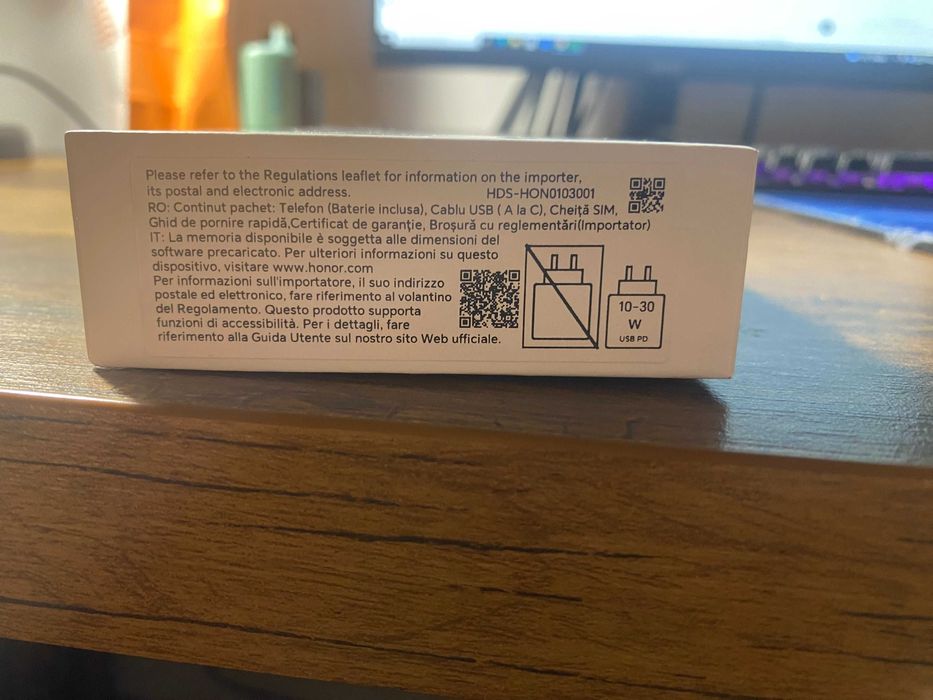 Please refer to the Regulations leaflet for information on the importer,
its postal and electronic address. HDS-HON0103001
RO: Continut pachet: Telefon (Baterie inclusa), Cablu USB ( A la C), Cheiță SIM,
Ghid de pornire rapidă,Certificat de garanție, Broșură cu reglementări(Importator)
IT: La memoria disponibile è soggetta alle dimensioni del
software precaricato. Per ulteriori informazioni su questo
dispositivo, visitare www.honor.com
Per informazioni sull'importatore, il suo indirizzo
postale ed elettronico, fare riferimento al volantino
del Regolamento. Questo prodotto supporta
funzioni di accessibilità. Per i dettagli, fare
riferimento alla Guida Utente sul nostro sito Web ufficiale.
10-30
W
USB PD